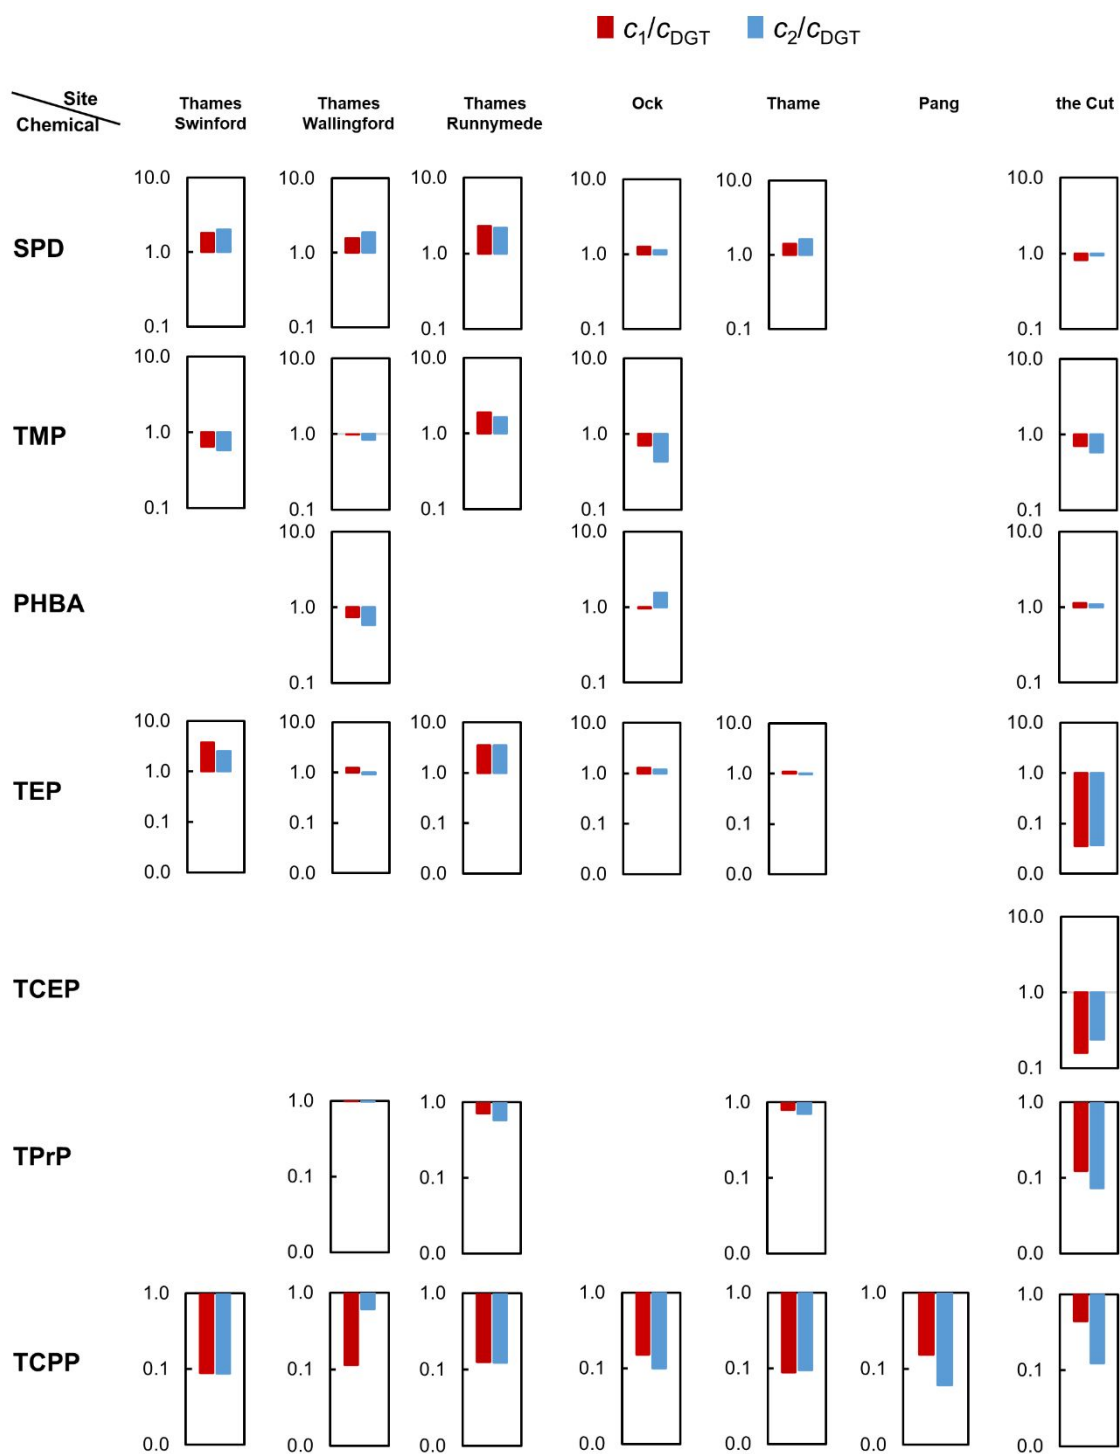 c1/cDGT c2/cDGT
Site
Chemical
Thames Swinford
Thames Wallingford
Thames Runnymede
Ock
Thame
Pang
the Cut
SPD
10.0 10.0 10.0 10.0 10.0 10.0
1.0 1.0 1.0 1.0 1.0 1.0
0.1 0.1 0.1 0.1 0.1 0.1
TMP
10.0 10.0 10.0 10.0 10.0
1.0 1.0 1.0 1.0 1.0
0.1 0.1 0.1 0.1 0.1
PHBA
10.0 10.0 10.0
1.0 1.0 1.0
0.1 0.1 0.1
TEP
10.0 10.0 10.0 10.0 10.0 10.0
1.0 1.0 1.0 1.0 1.0 1.0
0.1 0.1 0.1 0.1 0.1 0.1
0.0 0.0 0.0 0.0 0.0 0.0
TCEP
10.0
1.0
0.1
TPrP
1.0 1.0 1.0 1.0
0.1 0.1 0.1 0.1
0.0 0.0 0.0 0.0
TCPP
1.0 1.0 1.0 1.0 1.0 1.0 1.0
0.1 0.1 0.1 0.1 0.1 0.1 0.1
0.0 0.0 0.0 0.0 0.0 0.0 0.0